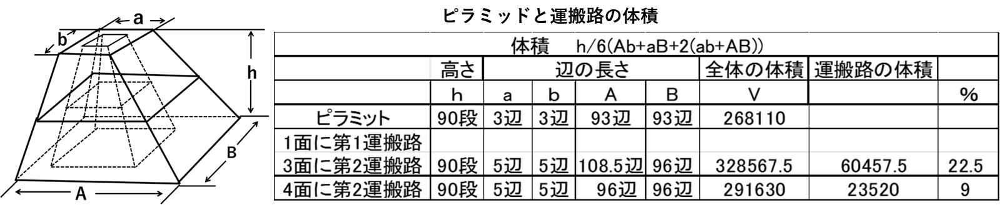 ピラミッドと運搬路の体積
a
b
h
B
A
体積 h/6(Ab+aB+2(ab+AB))
高さ 辺の長さ 全体の体積 運搬路の体積
h a b A B V %
ピラミット 90段 3辺 3辺 93辺 93辺 268110
1面に第1運搬路
3面に第2運搬路 90段 5辺 5辺 108.5辺 96辺 328567.5 60457.5 22.5
4面に第2運搬路 90段 5辺 5辺 96辺 96辺 291630 23520 9